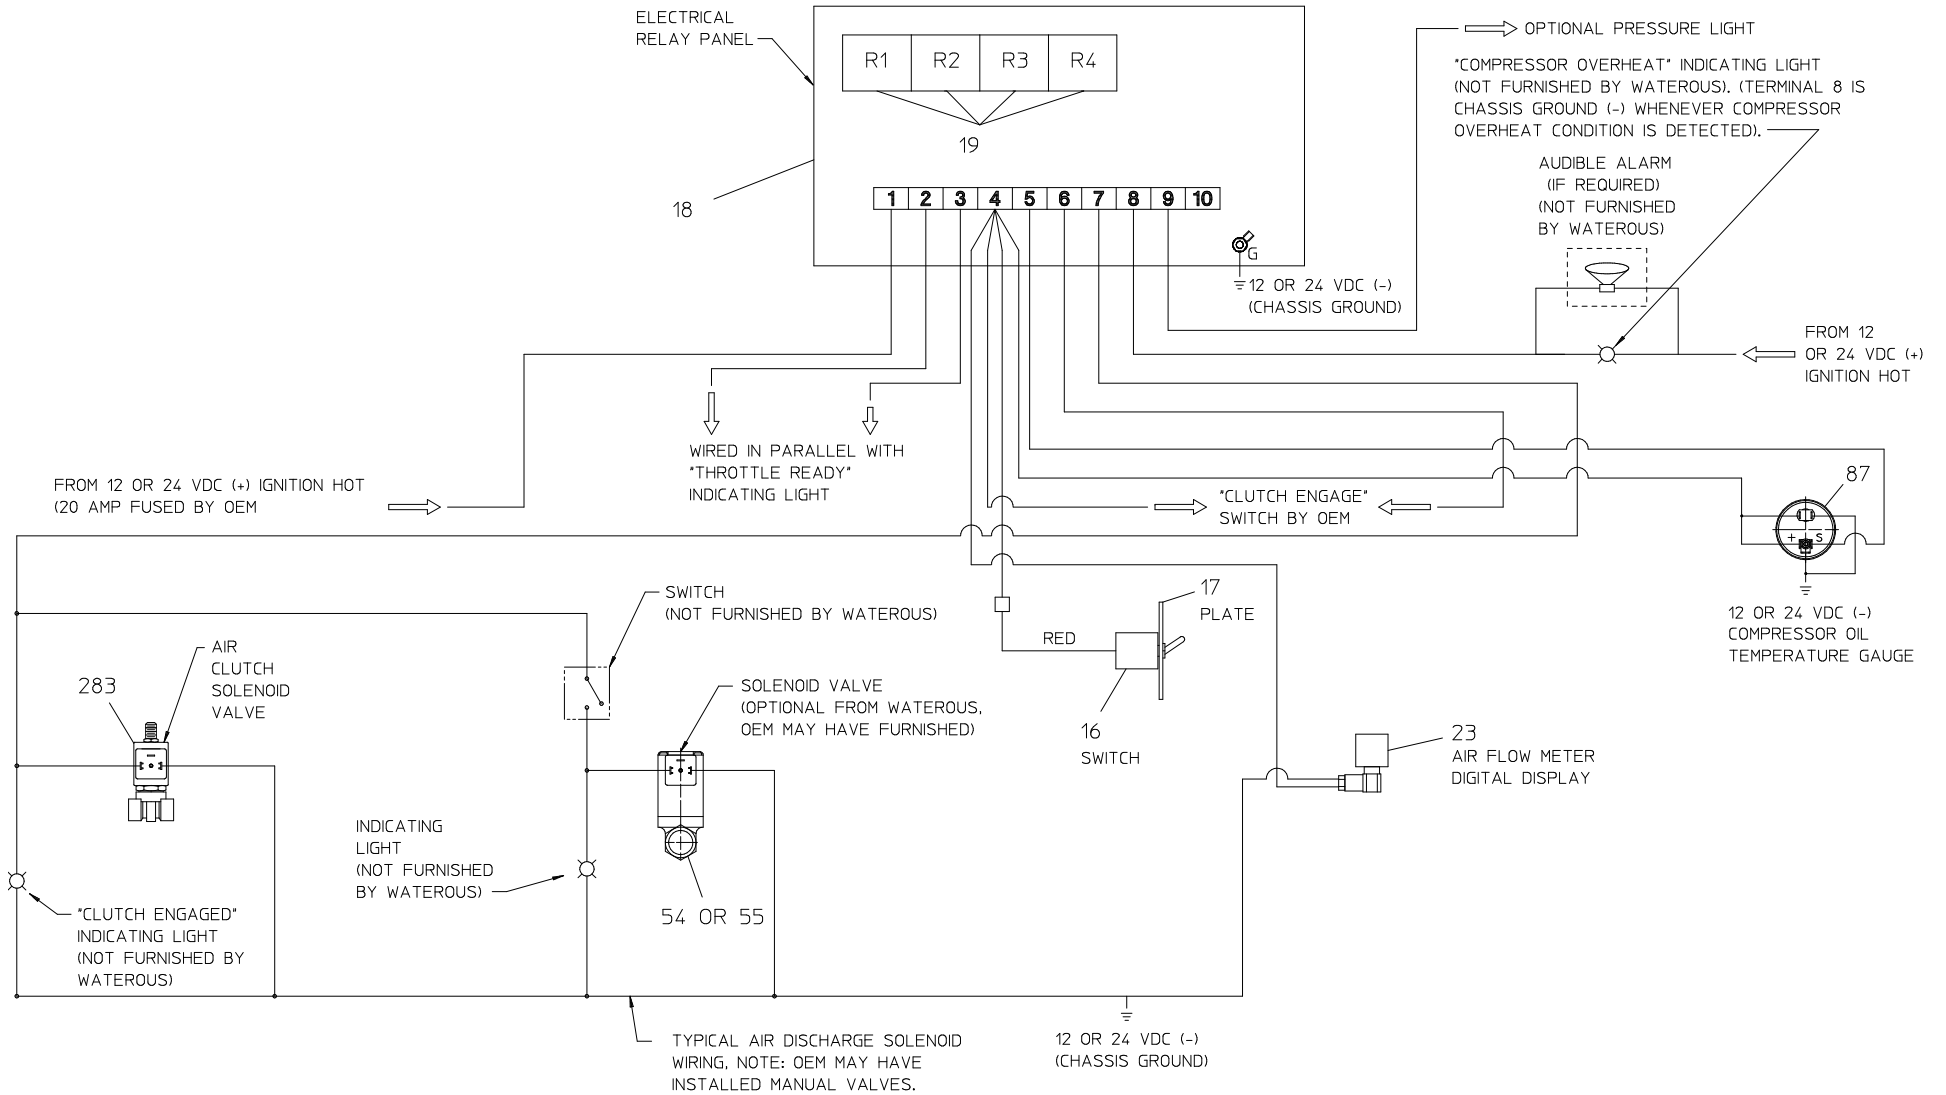 ELECTRICAL
RELAY PANEL
R1 R2 R3 R4
19
18
1 2 3 4 5 6 7 8 9 10
G
12 OR 24 VDC (-)
(CHASSIS GROUND)
OPTIONAL PRESSURE LIGHT
"COMPRESSOR OVERHEAT" INDICATING LIGHT
(NOT FURNISHED BY WATEROUS). (TERMINAL 8 IS
CHASSIS GROUND (-) WHENEVER COMPRESSOR
OVERHEAT CONDITION IS DETECTED).
AUDIBLE ALARM
(IF REQUIRED)
(NOT FURNISHED
BY WATEROUS)
FROM 12
OR 24 VDC (+)
IGNITION HOT
WIRED IN PARALLEL WITH
"THROTTLE READY"
INDICATING LIGHT
FROM 12 OR 24 VDC (+) IGNITION HOT
(20 AMP FUSED BY OEM
"CLUTCH ENGAGE"
SWITCH BY OEM
87
+ S
12 OR 24 VDC (-)
COMPRESSOR OIL
TEMPERATURE GAUGE
SWITCH
(NOT FURNISHED BY WATEROUS)
17
PLATE
RED
16
SWITCH
AIR
CLUTCH
SOLENOID
VALVE
283
SOLENOID VALVE
(OPTIONAL FROM WATEROUS,
OEM MAY HAVE FURNISHED)
23
AIR FLOW METER
DIGITAL DISPLAY
INDICATING
LIGHT
(NOT FURNISHED
BY WATEROUS)
54 OR 55
"CLUTCH ENGAGED"
INDICATING LIGHT
(NOT FURNISHED BY
WATEROUS)
TYPICAL AIR DISCHARGE SOLENOID
WIRING, NOTE: OEM MAY HAVE
INSTALLED MANUAL VALVES.
12 OR 24 VDC (-)
(CHASSIS GROUND)